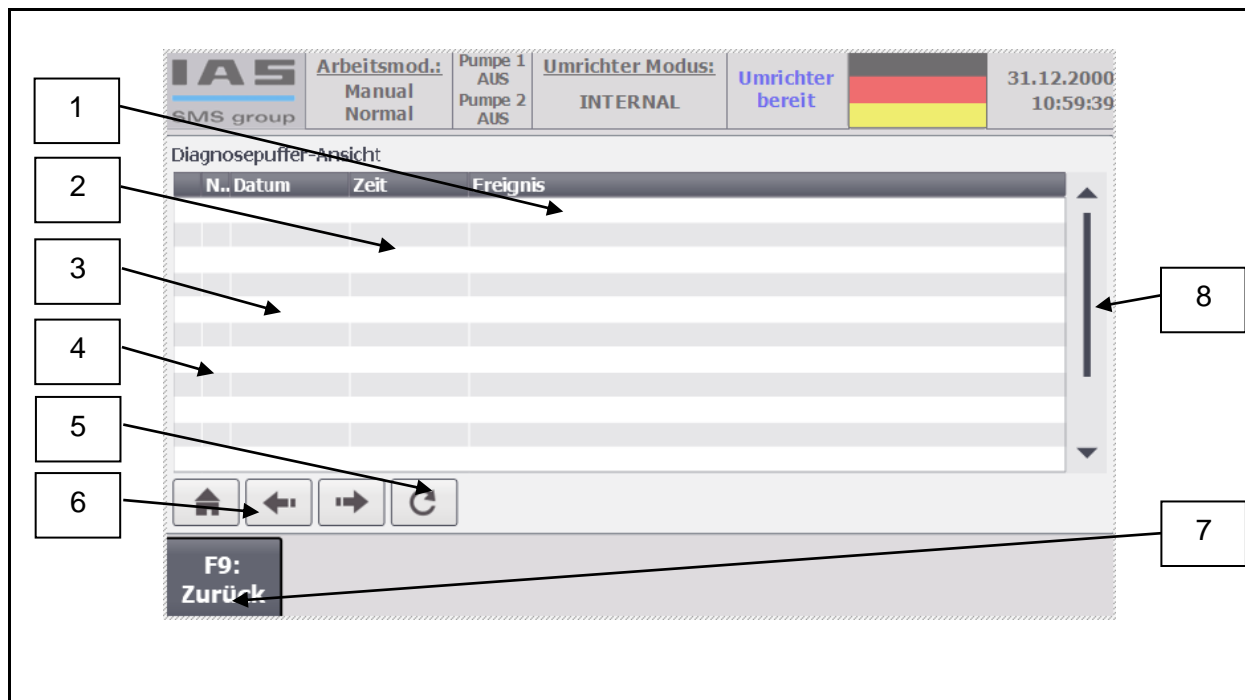 IAS
SMS group
Arbeitsmod.:
Manual
Normal
Pumpe 1
AUS
Pumpe 2
AUS
Umrichter Modus:
INTERNAL
Umrichter
bereit
31.12.2000
10:59:39
Diagnosepuffer-Ansicht
N.. Datum Zeit Ereignis
1
2
3
4
5
6
8
7
F9:
Zurück